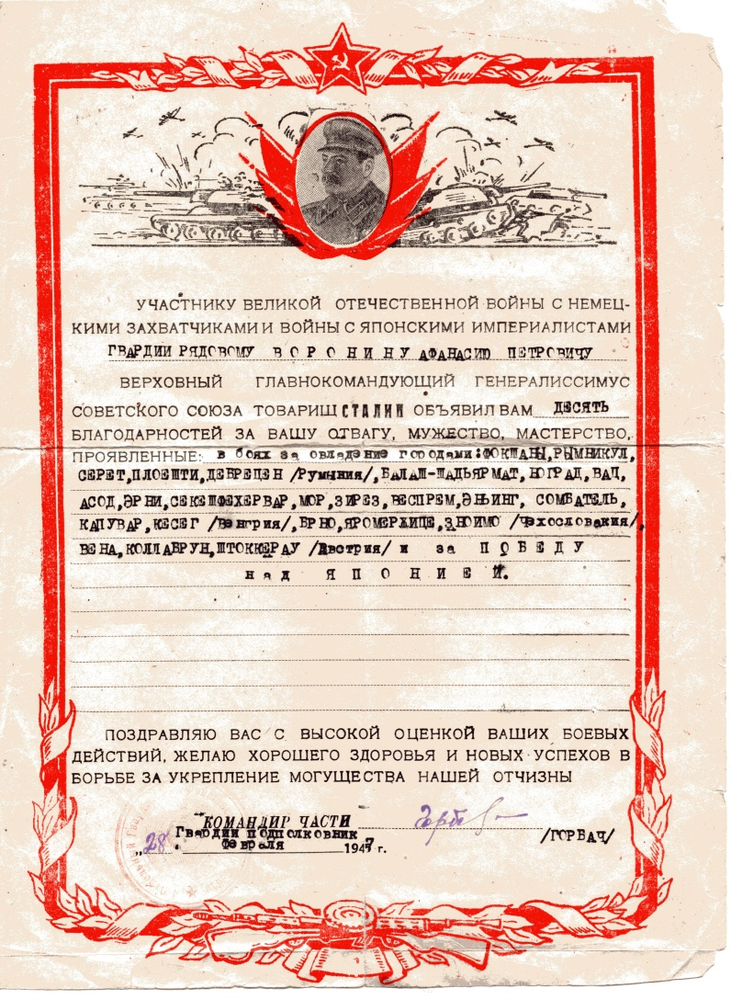 УЧАСТНИКУ ВЕЛИКОЙ ОТЕЧЕСТВЕННОЙ ВОЙНЫ С НЕМЕЦ-
КИМИ ЗАХВАТЧИКАМИ И ВОЙНЫ С ЯПОНСКИМИ ИМПЕРИАЛИСТАМИ
ГВАРДИИ РЯДОВОМУ ВОРОНИНУ АФАНАСИЮ ПЕТРОВИЧУ
ВЕРХОВНЫЙ ГЛАВНОКОМАНДУЮЩИЙ ГЕНЕРАЛИССИМУС
СОВЕТСКОГО СОЮЗА ТОВАРИЩ СТАЛИН ОБЪЯВИЛ ВАМ ДЕСЯТЬ
БЛАГОДАРНОСТЕЙ ЗА ВАШУ ОТВАГУ, МУЖЕСТВО, МАСТЕРСТВО,
ПРОЯВЛЕННЫЕ: в боях за овладение городами: ФОКШАНЫ, РЫМНИКУЛ,
СЕРЕТ, ПЛОЕШТИ, ДЕБРЕЦЕН /Румыния/, БАЛАШ-ШАДЬЯРМАТ, НОГРАД, ВАЦ,
АСОД, ЭРНИ, СЕКЕШФЕХЕРВАР, МОР, ЗИРЕЗ, ВЕСПРЕМ, ЭНЬИНГ, СОМБАТЕЛЬ,
КАПУВАР, КЕСЕГ /Венгрия/, БРНО, ЯРОМЕРЖИЦЕ, ЗНОИМО /Чехословакия/,
ВЕНА, КОЛЛАБРУН, ШТОККЕРАУ /Австрия/ и за ПОБЕДУ
над ЯПОНИЕЙ.
ПОЗДРАВЛЯЮ ВАС С ВЫСОКОЙ ОЦЕНКОЙ ВАШИХ БОЕВЫХ
ДЕЙСТВИЙ, ЖЕЛАЮ ХОРОШЕГО ЗДОРОВЬЯ И НОВЫХ УСПЕХОВ В
БОРЬБЕ ЗА УКРЕПЛЕНИЕ МОГУЩЕСТВА НАШЕЙ ОТЧИЗНЫ
КОМАНДИР ЧАСТИ
Гвардии подполковник /ГОРБАЧ/
"28" февраля 1947 г.